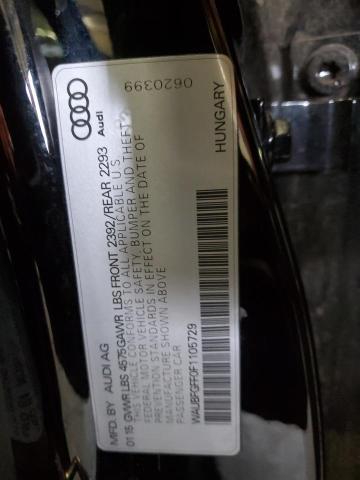 Audi
MFD. BY AUDI AG
01 15 GVWR LBS 4575 GAWR LBS FRONT 2392/REAR 2293
THIS VEHICLE CONFORMS TO ALL APPLICABLE U.S.
FEDERAL MOTOR VEHICLE SAFETY, BUMPER AND THEFT
PREVENTION STANDARDS IN EFFECT ON THE DATE OF
MANUFACTURE SHOWN ABOVE
PASSENGER CAR
WAUBFGFF0F1105729
HUNGARY
0620399